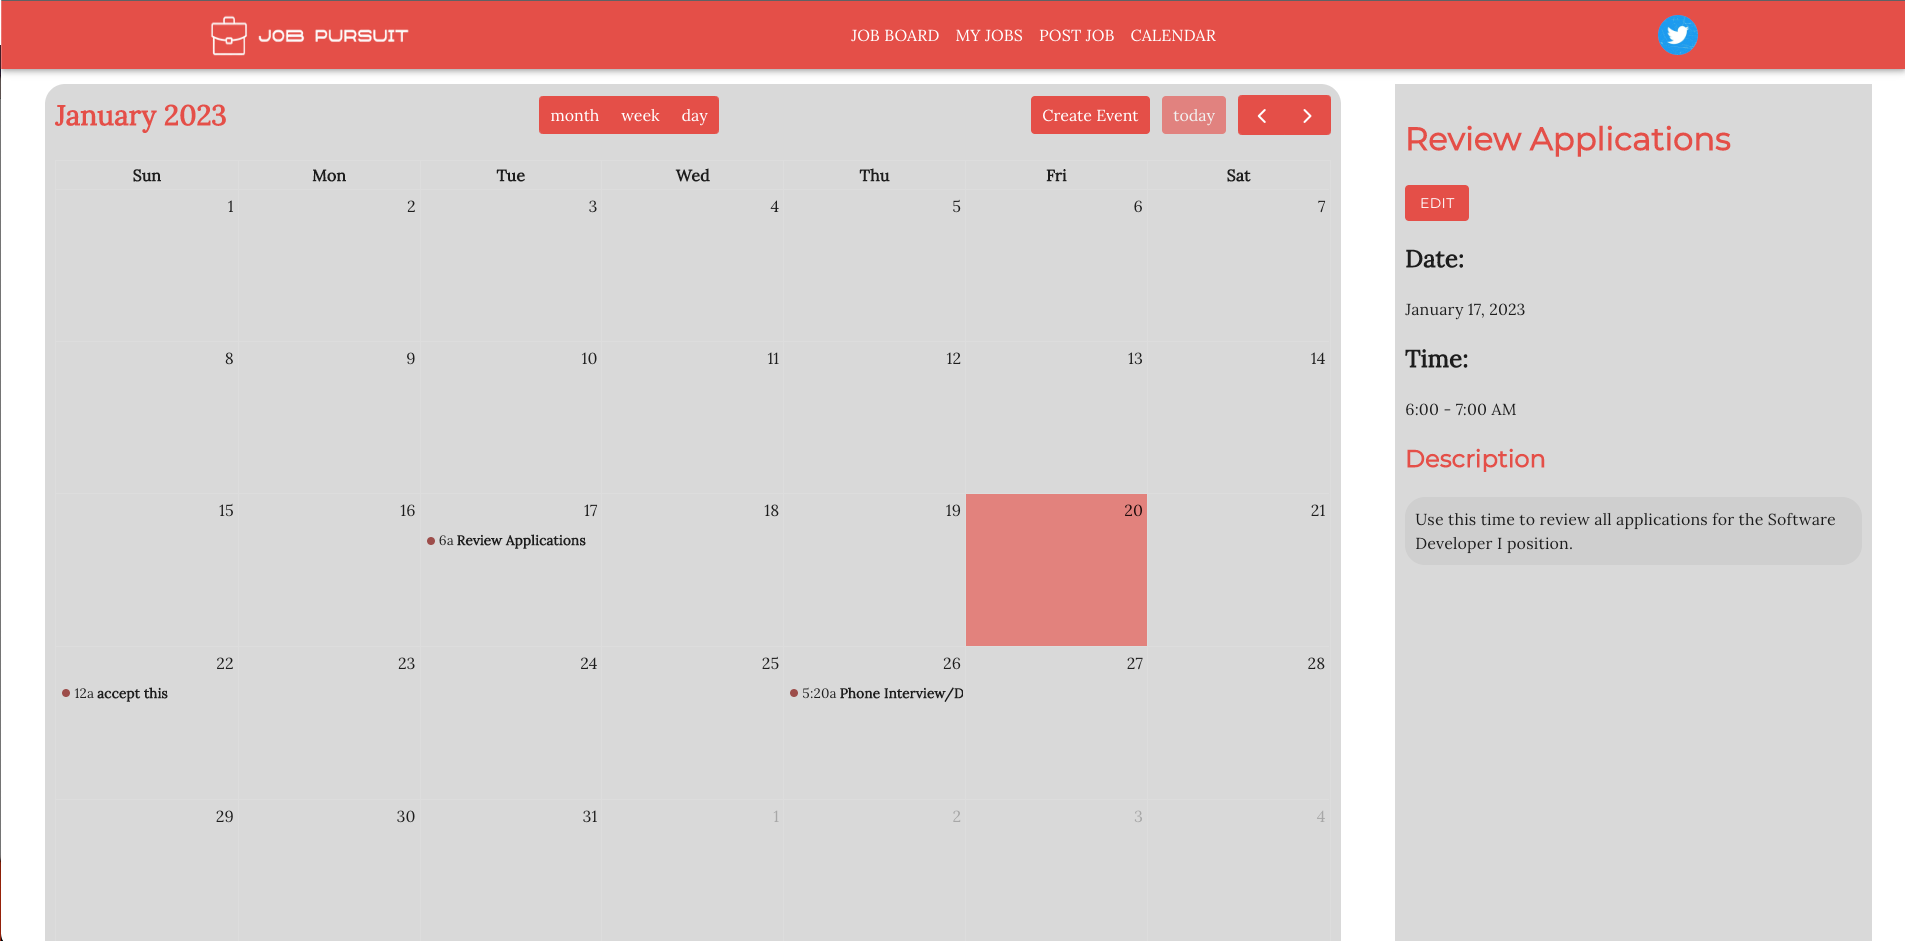 JOB PURSUIT
JOB BOARD MY JOBS POST JOB CALENDAR
January 2023
month week day
Create Event today
Sun Mon Tue Wed Thu Fri Sat
1 2 3 4 5 6 7
8 9 10 11 12 13 14
15 16 17 18 19 20 21
6a Review Applications
22 23 24 25 26 27 28
12a accept this
5:20a Phone Interview/D
29 30 31 1 2 3 4
Review Applications
EDIT
Date:
January 17, 2023
Time:
6:00 - 7:00 AM
Description
Use this time to review all applications for the Software
Developer I position.